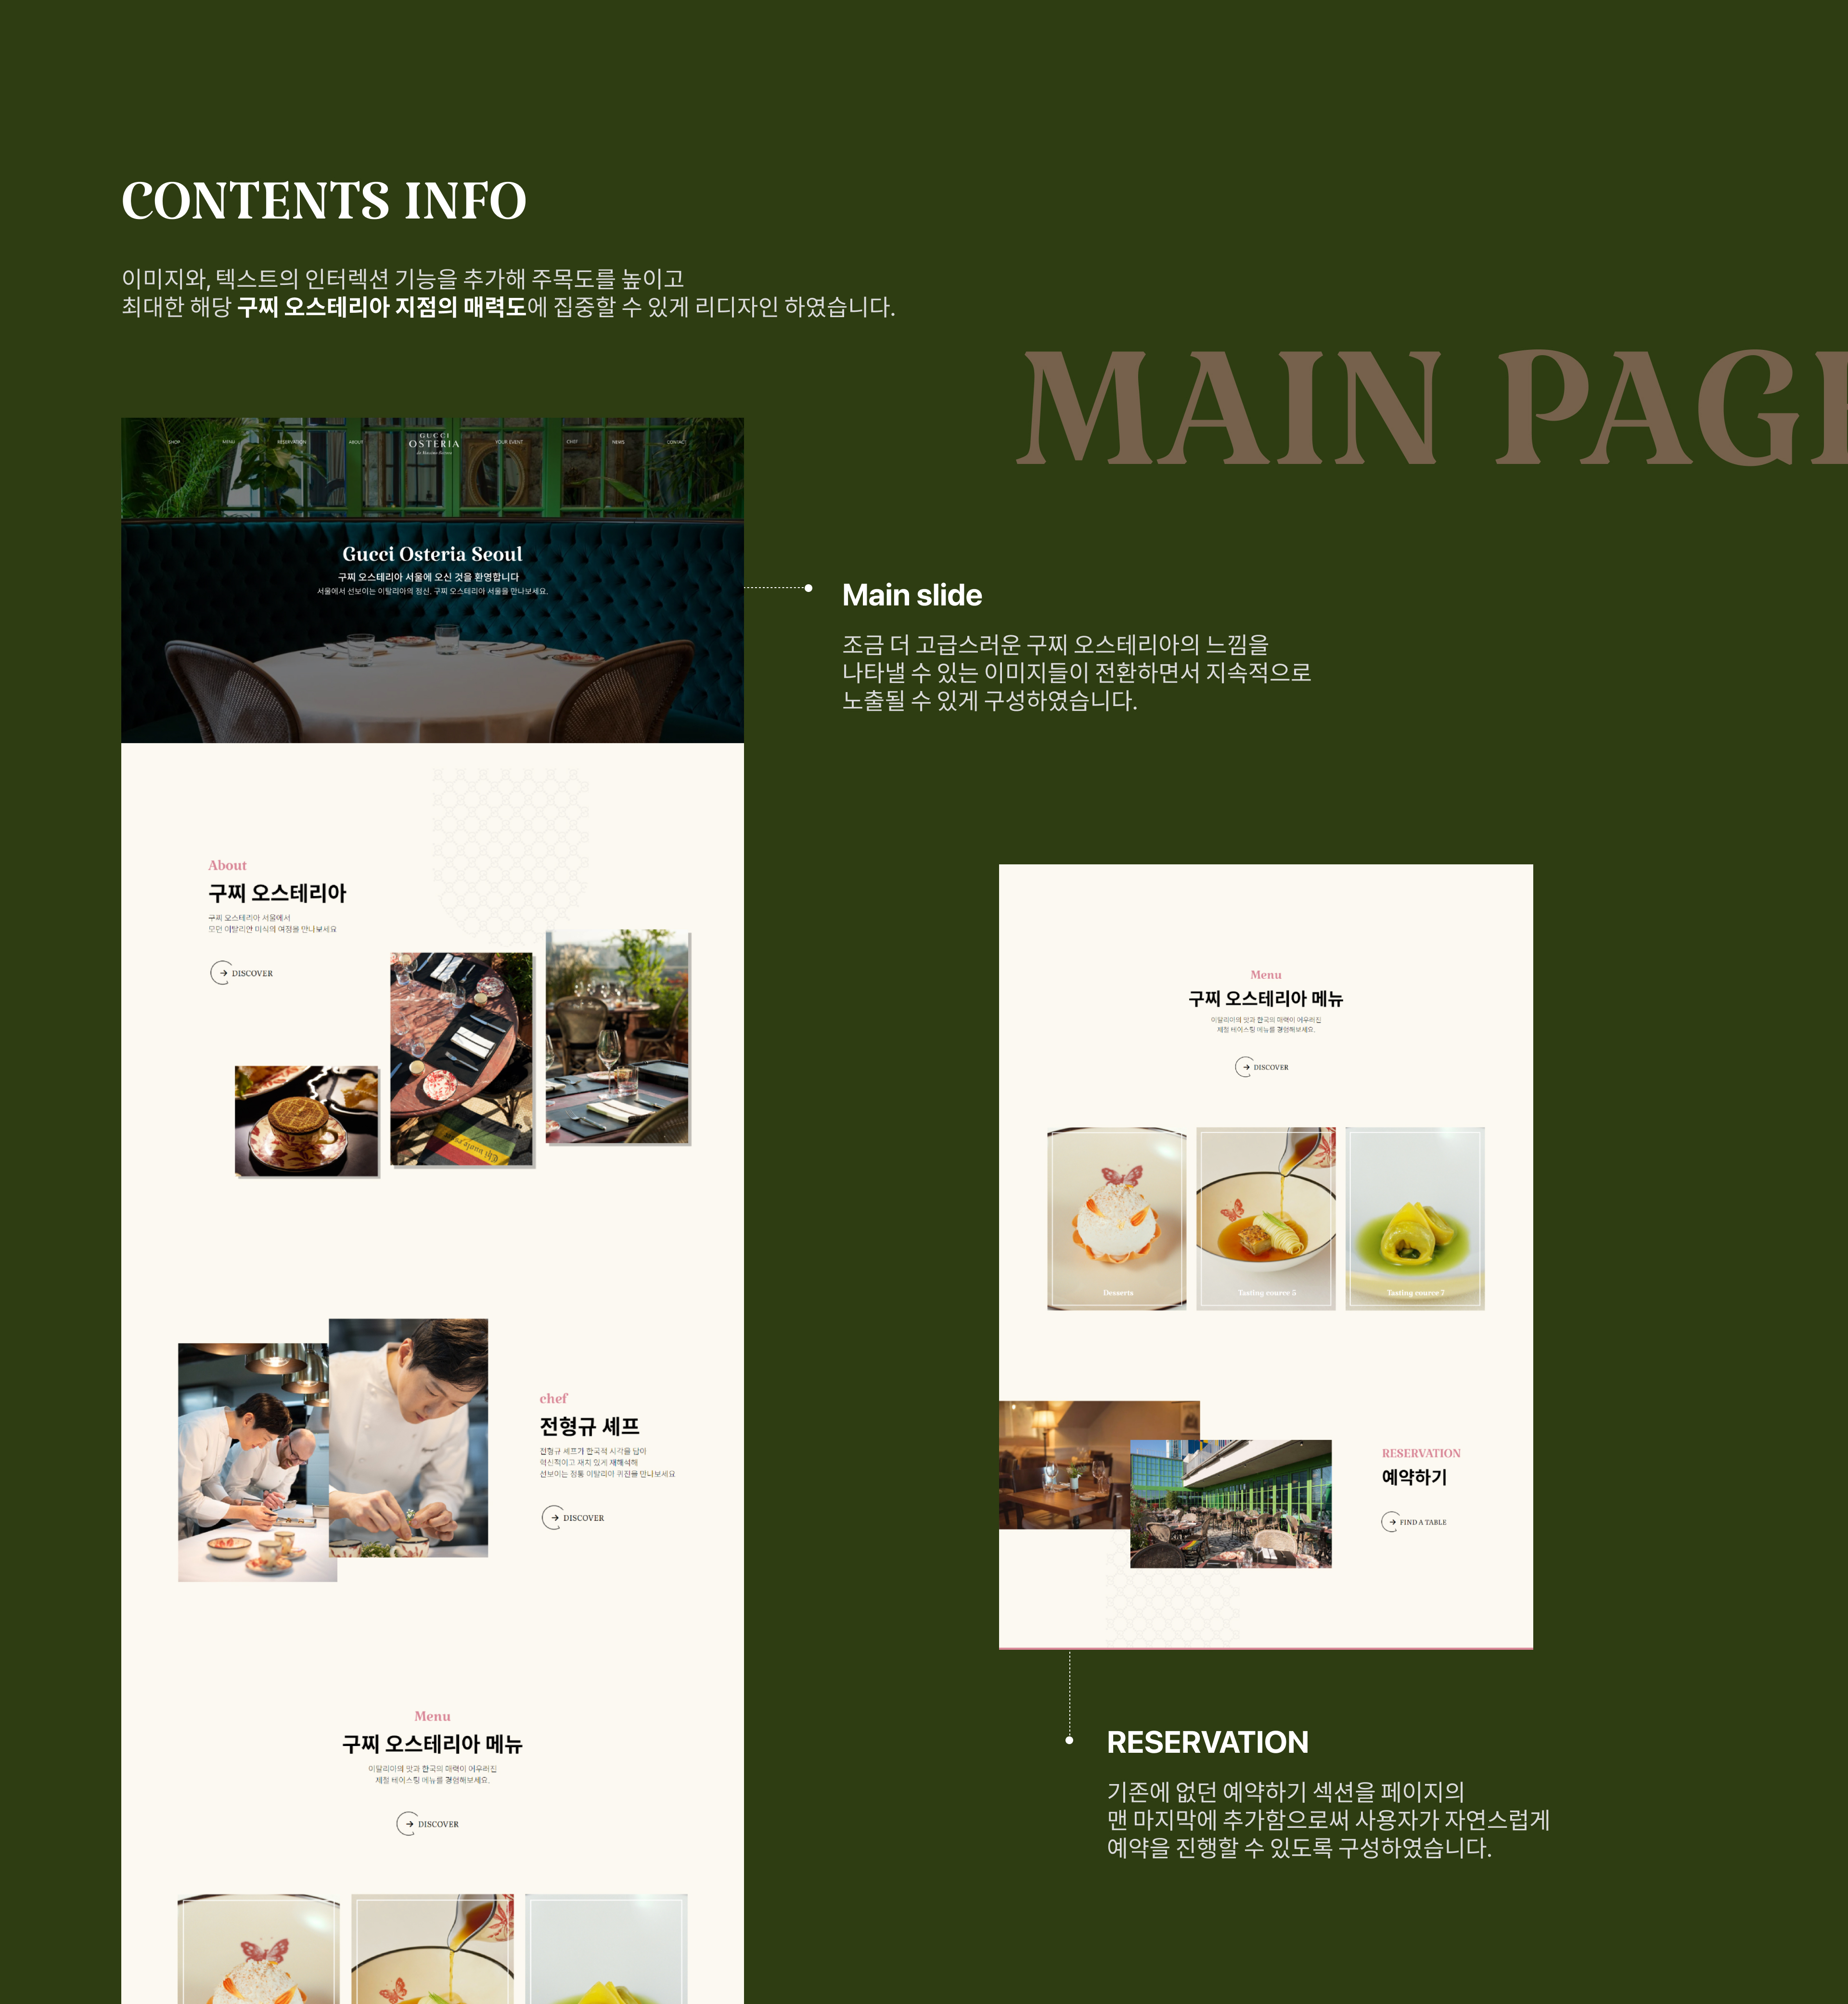 CONTENTS INFO
이미지와, 텍스트의 인터렉션 기능을 추가해 주목도를 높이고
최대한 해당 구찌 오스테리아 지점의 매력도에 집중할 수 있게 리디자인 하였습니다.
MAIN PAGE
SHOP MENU RESERVATION ABOUT
GUCCI
OSTERIA
da Massimo Bottura
YOUR EVENT CHEF NEWS CONTACT
Gucci Osteria Seoul
구찌 오스테리아 서울에 오신 것을 환영합니다
서울에서 선보이는 이탈리아의 정신, 구찌 오스테리아 서울을 만나보세요.
Main slide
조금 더 고급스러운 구찌 오스테리아의 느낌을
나타낼 수 있는 이미지들이 전환하면서 지속적으로
노출될 수 있게 구성하였습니다.
About
구찌 오스테리아
구찌 오스테리아 서울에서
모던 이탈리안 미식의 여정을 만나보세요
DISCOVER
chef
전형규 셰프
전형규 셰프가 한국적 시각을 담아
혁신적이고 재치 있게 재해석해
선보이는 정통 이탈리아 퀴진을 만나보세요
DISCOVER
Menu
구찌 오스테리아 메뉴
이탈리아의 맛과 한국의 매력이 어우러진
제철 테이스팅 메뉴를 경험해보세요.
DISCOVER
Menu
구찌 오스테리아 메뉴
이탈리아의 맛과 한국의 매력이 어우러진
제철 테이스팅 메뉴를 경험해보세요.
DISCOVER
Desserts
Tasting cource 5
Tasting cource 7
RESERVATION
예약하기
FIND A TABLE
RESERVATION
기존에 없던 예약하기 섹션을 페이지의
맨 마지막에 추가함으로써 사용자가 자연스럽게
예약을 진행할 수 있도록 구성하였습니다.